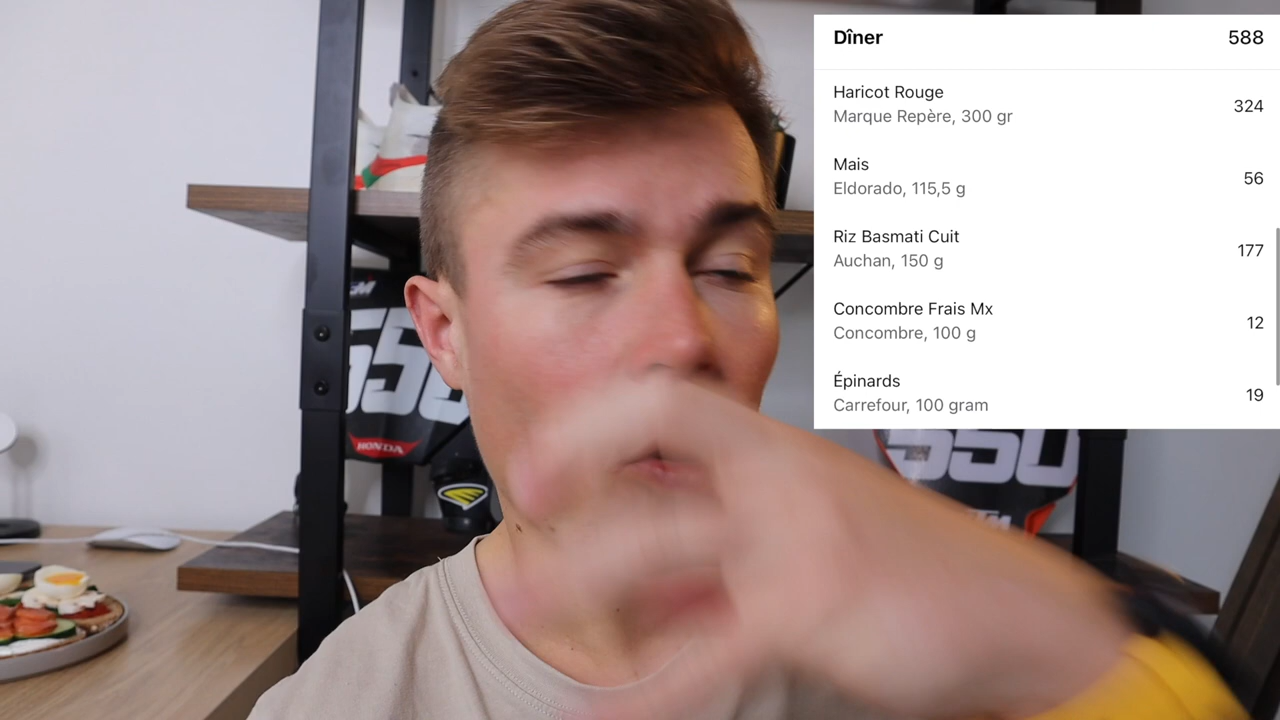 Dîner 588
Haricot Rouge
Marque Repère, 300 gr
324
Mais
Eldorado, 115,5 g
56
Riz Basmati Cuit
Auchan, 150 g
177
Concombre Frais Mx
Concombre, 100 g
12
Épinards
Carrefour, 100 gram
19
550
HONDA
550